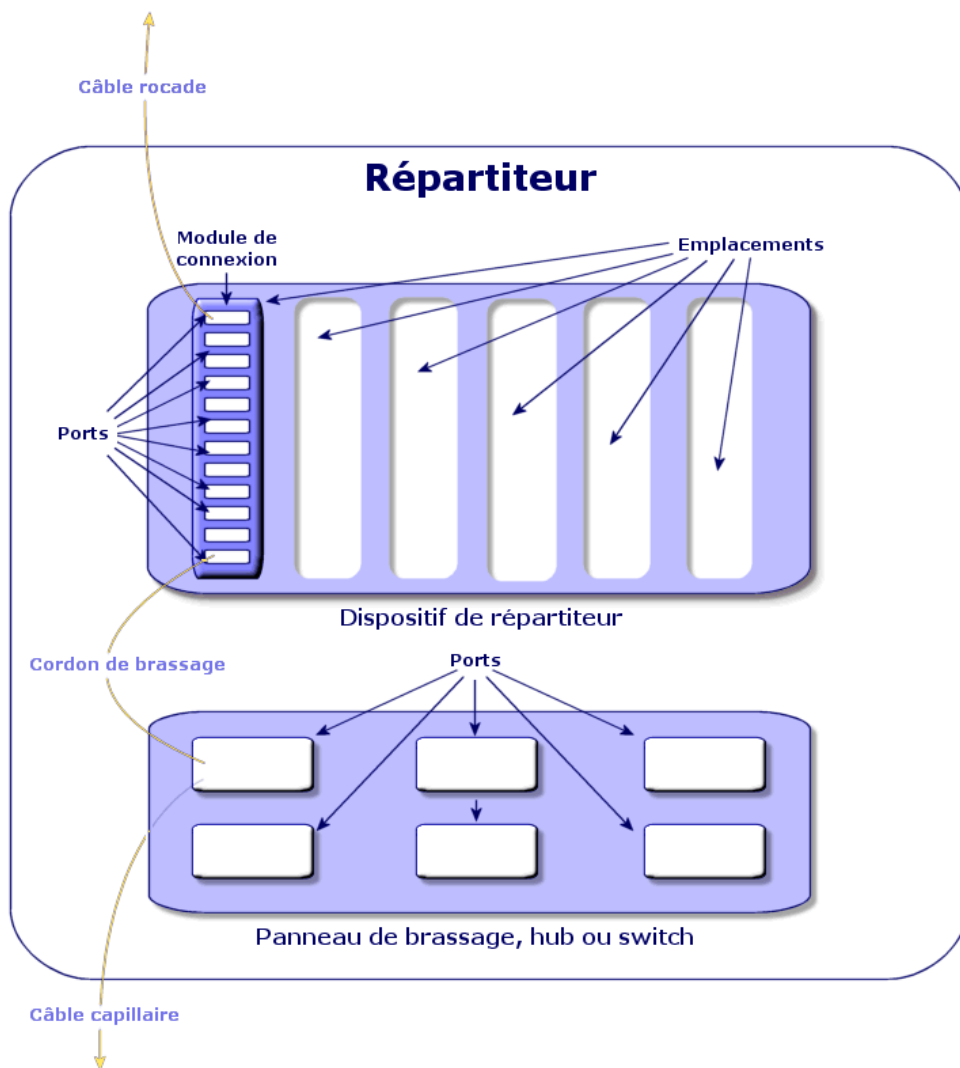 Câble rocade
Répartiteur
Module de
connexion
Emplacements
Ports
Dispositif de répartiteur
Cordon de brassage
Ports
Panneau de brassage, hub ou switch
Câble capillaire